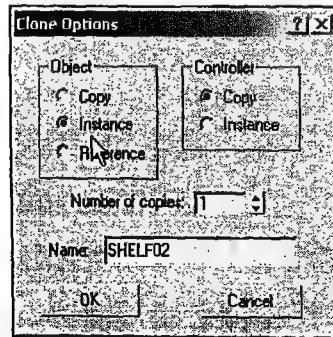 Clone Options
Object
Controller
Copy
Copy
Instance
Instance
Reference
Number of copies: 1
Name: SHELF02
OK
Cancel